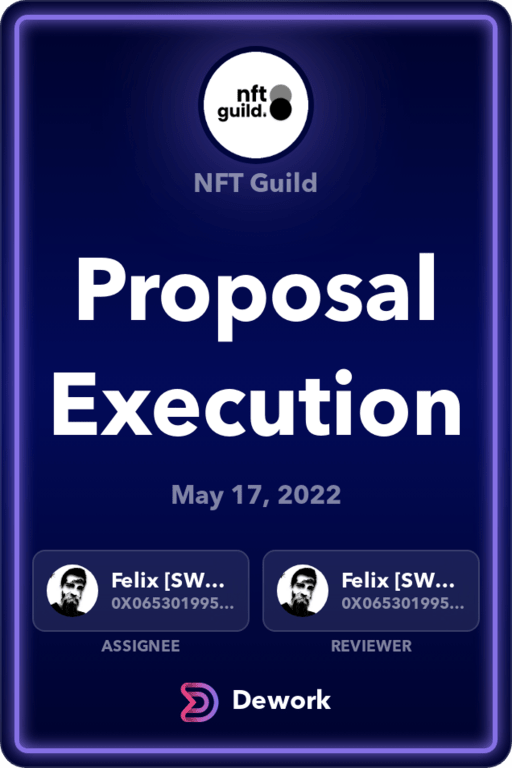 nft
guild.
NFT Guild
Proposal
Execution
May 17, 2022
Felix [SW...
0X065301995...
ASSIGNEE
Felix [SW...
0X065301995...
REVIEWER
Dework